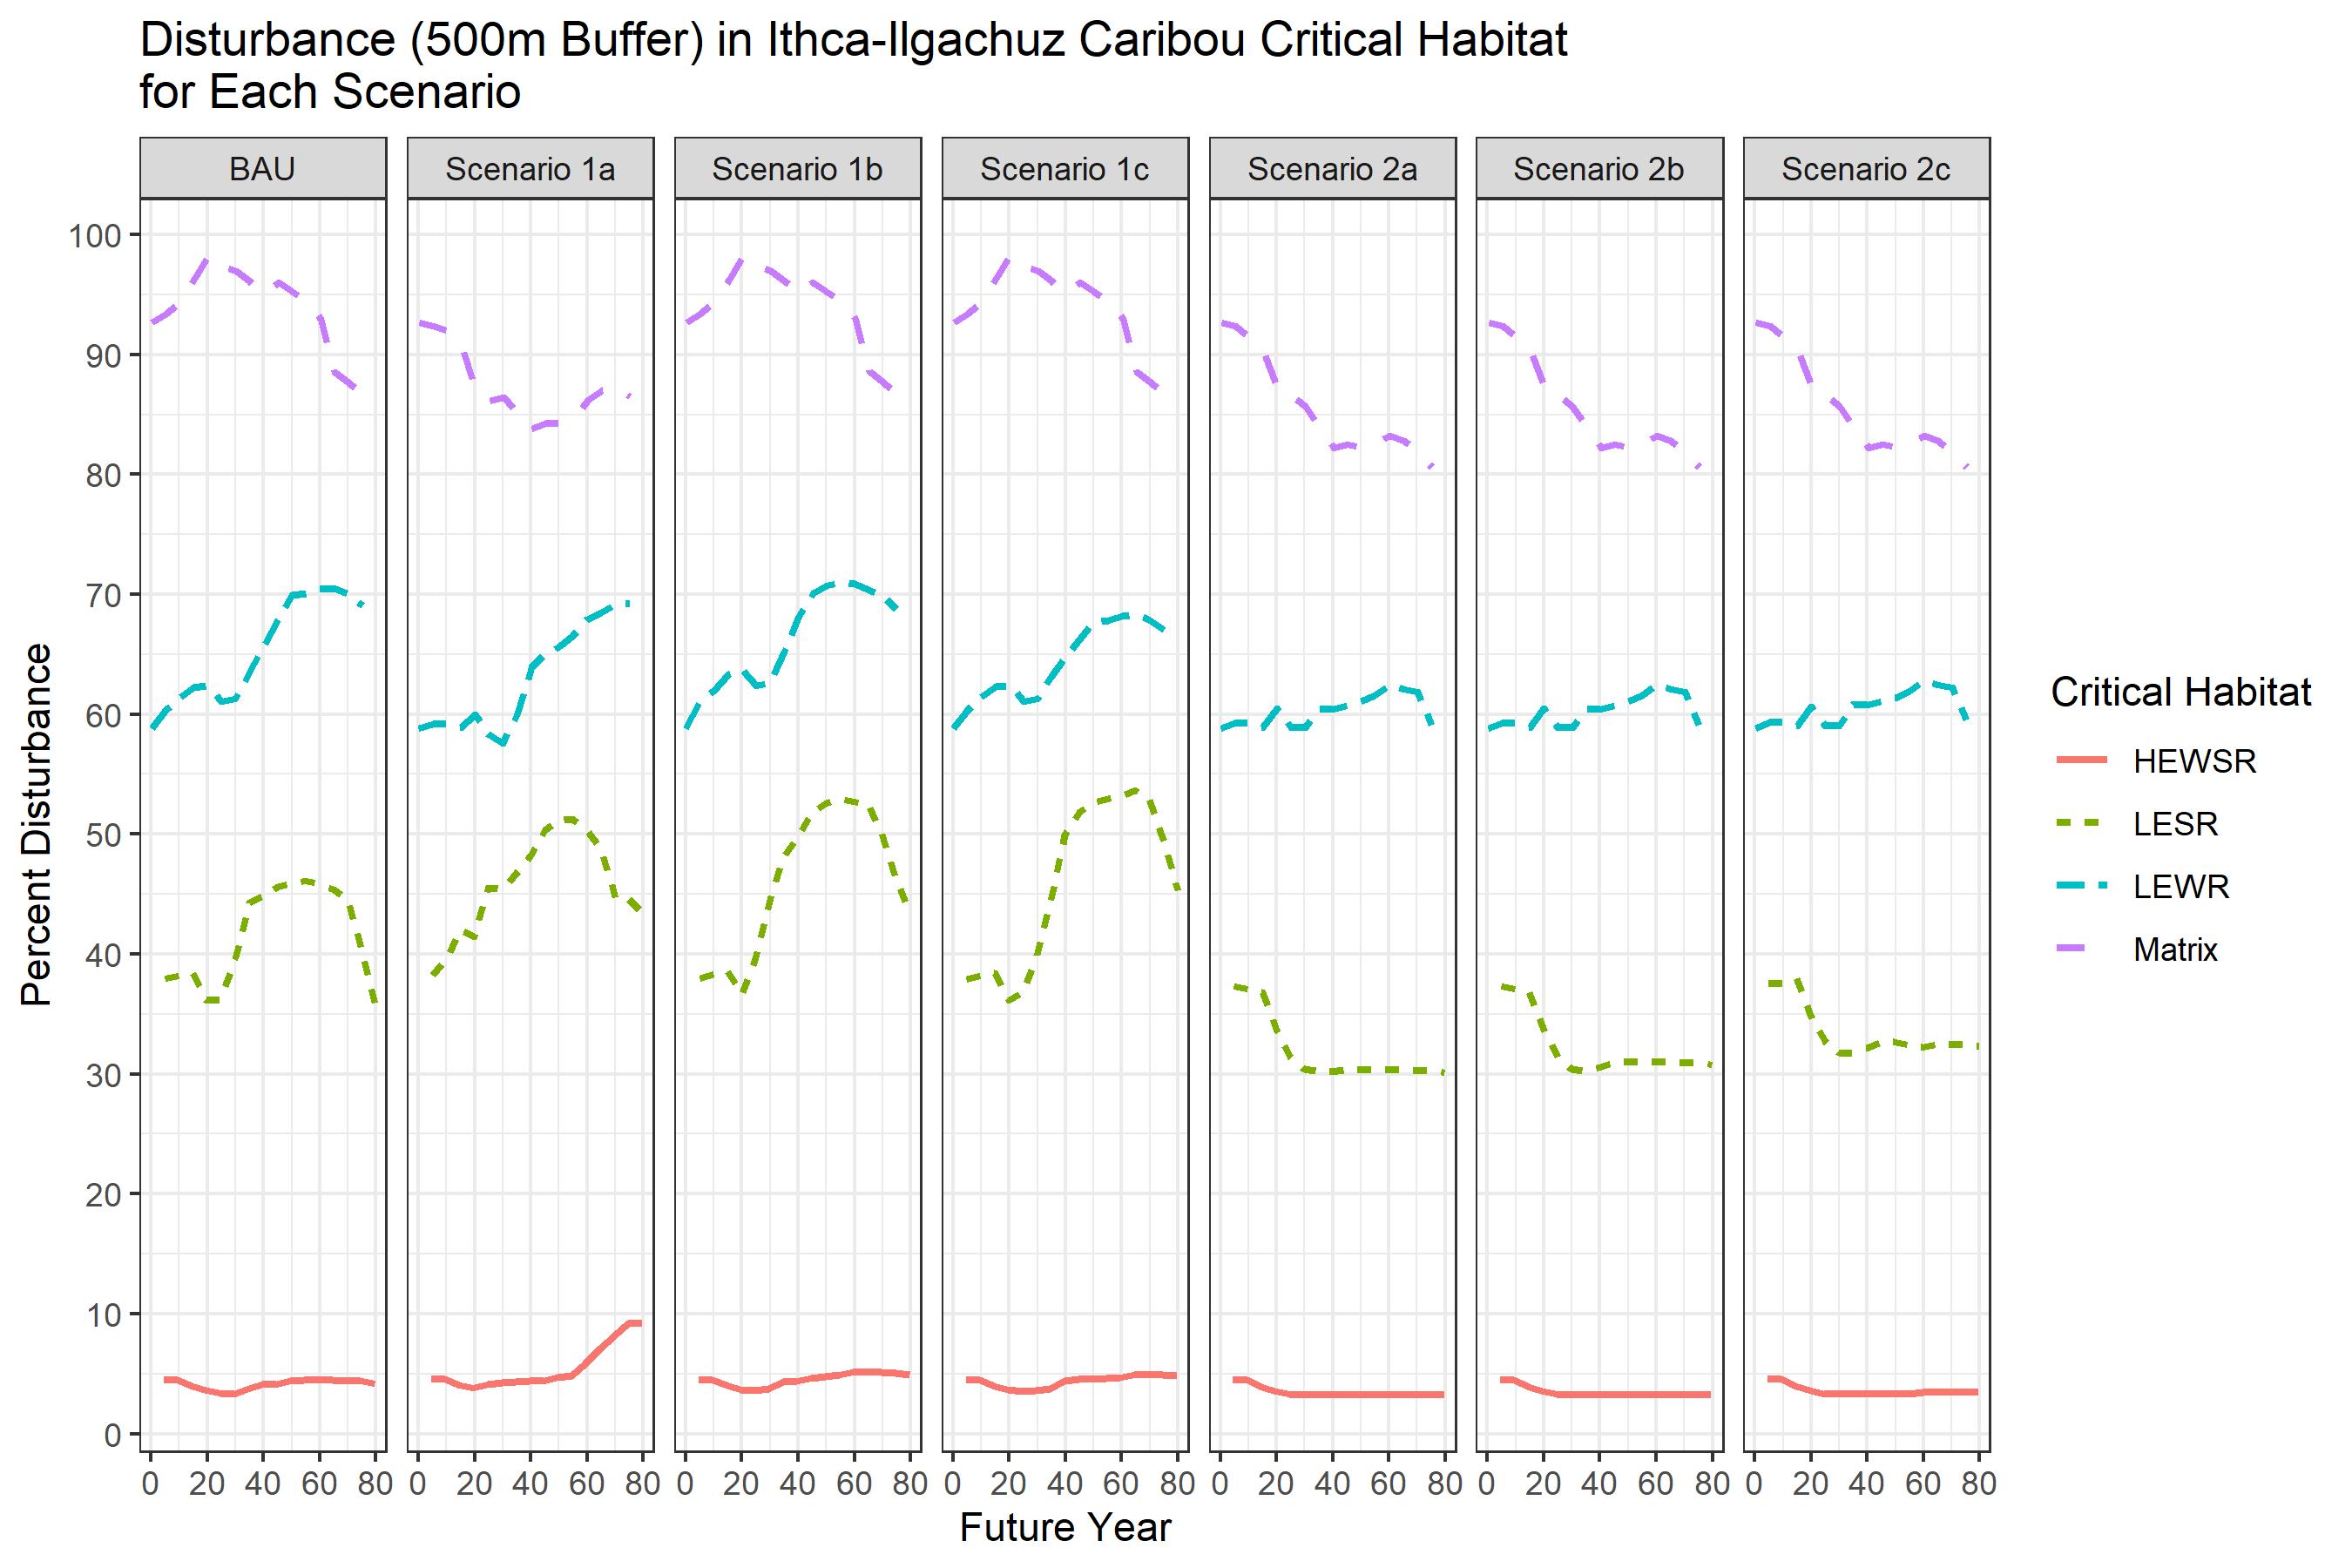 Disturbance (500m Buffer) in Ithca-Ilgachuz Caribou Critical Habitat
for Each Scenario
BAU
Scenario 1a
Scenario 1b
Scenario 1c
Scenario 2a
Scenario 2b
Scenario 2c
Percent Disturbance
100
90
80
70
60
50
40
30
20
10
0
0 20 40 60 80
0 20 40 60 80
0 20 40 60 80
0 20 40 60 80
0 20 40 60 80
0 20 40 60 80
0 20 40 60 80
Future Year
Critical Habitat
HEWSR
LESR
LEWR
Matrix